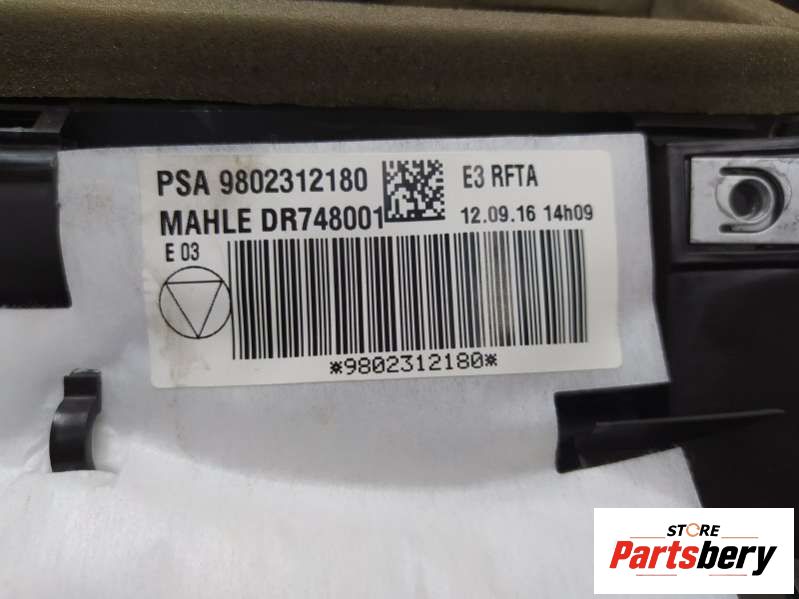 PSA 9802312180
E3 RFTA
MAHLE DR748001
12.09.16 14h09
E 03
*9802312180*
STORE
Partsbery